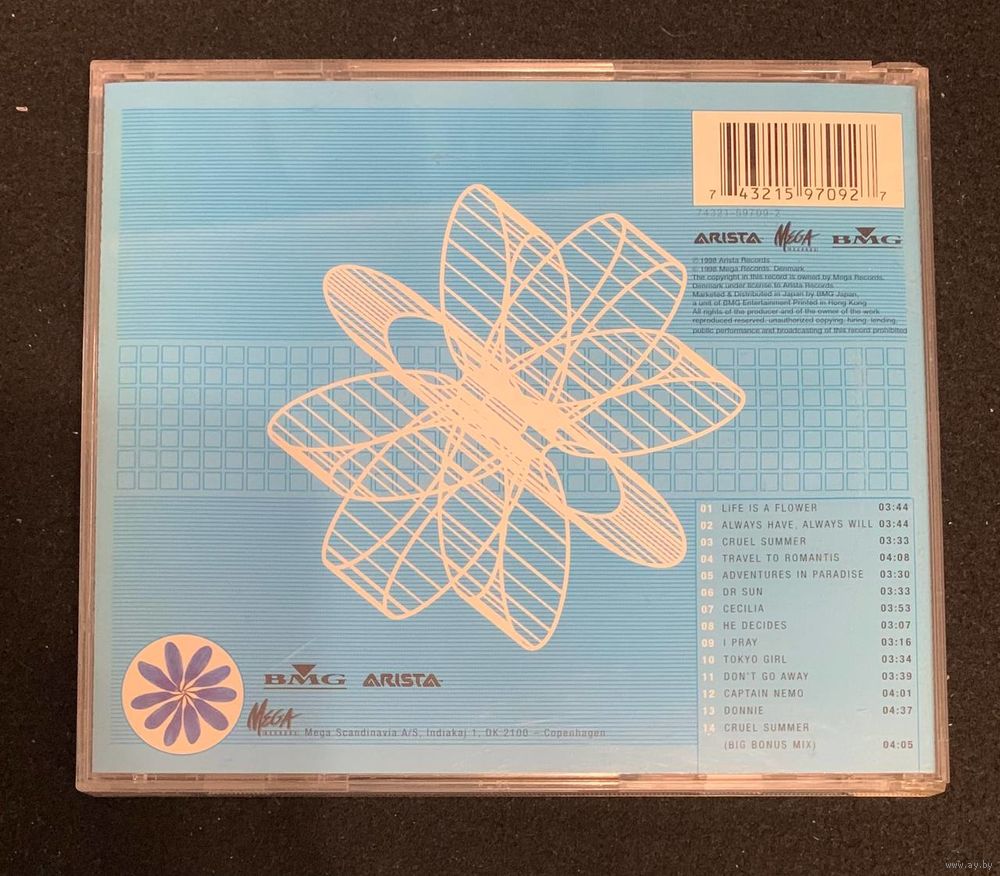 7 43215 97092 7
74321-59709-2
ARISTA MEGA RECORDS BMG
℗ 1998 Arista Records
© 1998 Mega Records. Denmark
The copyright in this record is owned by Mega Records.
Denmark under license to Arista Records.
Marketed & Distributed in Japan by BMG Japan,
a unit of BMG Entertainment Printed in Hong Kong
All rights of the producer and of the owner of the work
reproduced reserved. unauthorized copying. hiring. lending,
public performance and broadcasting of this record prohibited
01 LIFE IS A FLOWER 03:44
02 ALWAYS HAVE, ALWAYS WILL 03:44
03 CRUEL SUMMER 03:33
04 TRAVEL TO ROMANTIS 04:08
05 ADVENTURES IN PARADISE 03:30
06 DR SUN 03:33
07 CECILIA 03:53
08 HE DECIDES 03:07
09 I PRAY 03:16
10 TOKYO GIRL 03:34
11 DON'T GO AWAY 03:39
12 CAPTAIN NEMO 04:01
13 DONNIE 04:37
14 CRUEL SUMMER
(BIG BONUS MIX) 04:05
BMG ARISTA
MEGA RECORDS Mega Scandinavia A/S, Indiakaj 1, DK 2100 – Copenhagen
www.ay.by